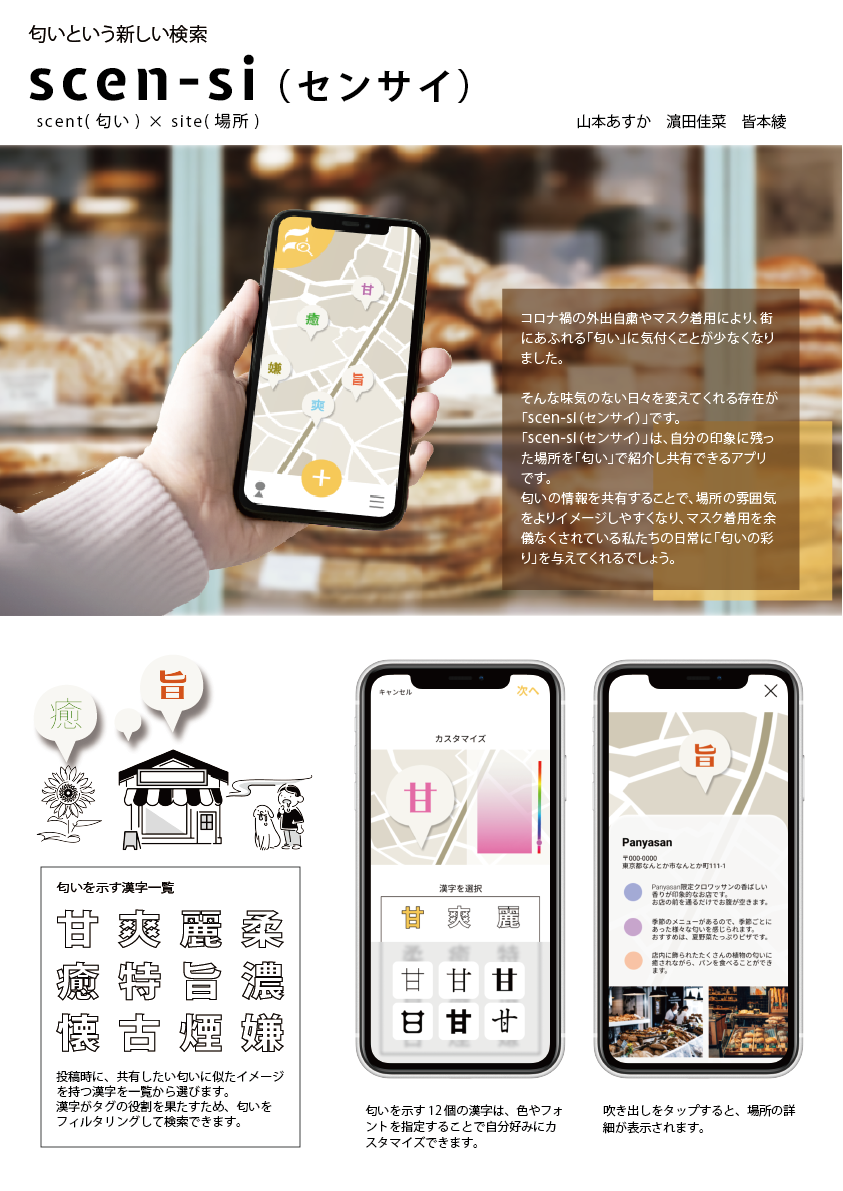 匂いという新しい検索
scen-si（センサイ）
scent( 匂い ) × site( 場所 )
山本あすか　濵田佳菜　皆本綾
甘
癒
嫌
旨
爽
コロナ禍の外出自粛やマスク着用により、街
にあふれる「匂い」に気付くことが少なくなり
ました。
そんな味気のない日々を変えてくれる存在が
「scen-si（センサイ）」です。
「scen-si（センサイ）」は、自分の印象に残っ
た場所を「匂い」で紹介し共有できるアプリ
です。
匂いの情報を共有することで、場所の雰囲気
をよりイメージしやすくなり、マスク着用を余
儀なくされている私たちの日常に「匂いの彩
り」を与えてくれるでしょう。
癒
旨
匂いを示す漢字一覧
甘 爽 麗 柔
癒 特 旨 濃
懐 古 煙 嫌
投稿時に、共有したい匂いに似たイメージ
を持つ漢字を一覧から選びます。
漢字がタグの役割を果たすため、匂いを
フィルタリングして検索できます。
キャンセル 次へ
カスタマイズ
甘
漢字を選択
甘 爽 麗
柔 癒 特
甘 甘 甘
甘 甘 甘
匂いを示す 12 個の漢字は、色やフォ
ントを指定することで自分好みにカ
スタマイズできます。
旨
Panyasan
〒000-0000
東京都なんとか市なんとか町111-1
Panyasan限定クロワッサンの香ばしい
香りが印象的なお店です。
お店の前を通るだけでお腹が空きます。
季節のメニューがあるので、季節ごとに
あった様々な匂いを感じられます。
おすすめは、夏野菜たっぷりピザです。
店内に飾られたたくさんの植物の匂いに
癒されながら、パンを食べることができ
ます。
吹き出しをタップすると、場所の詳
細が表示されます。